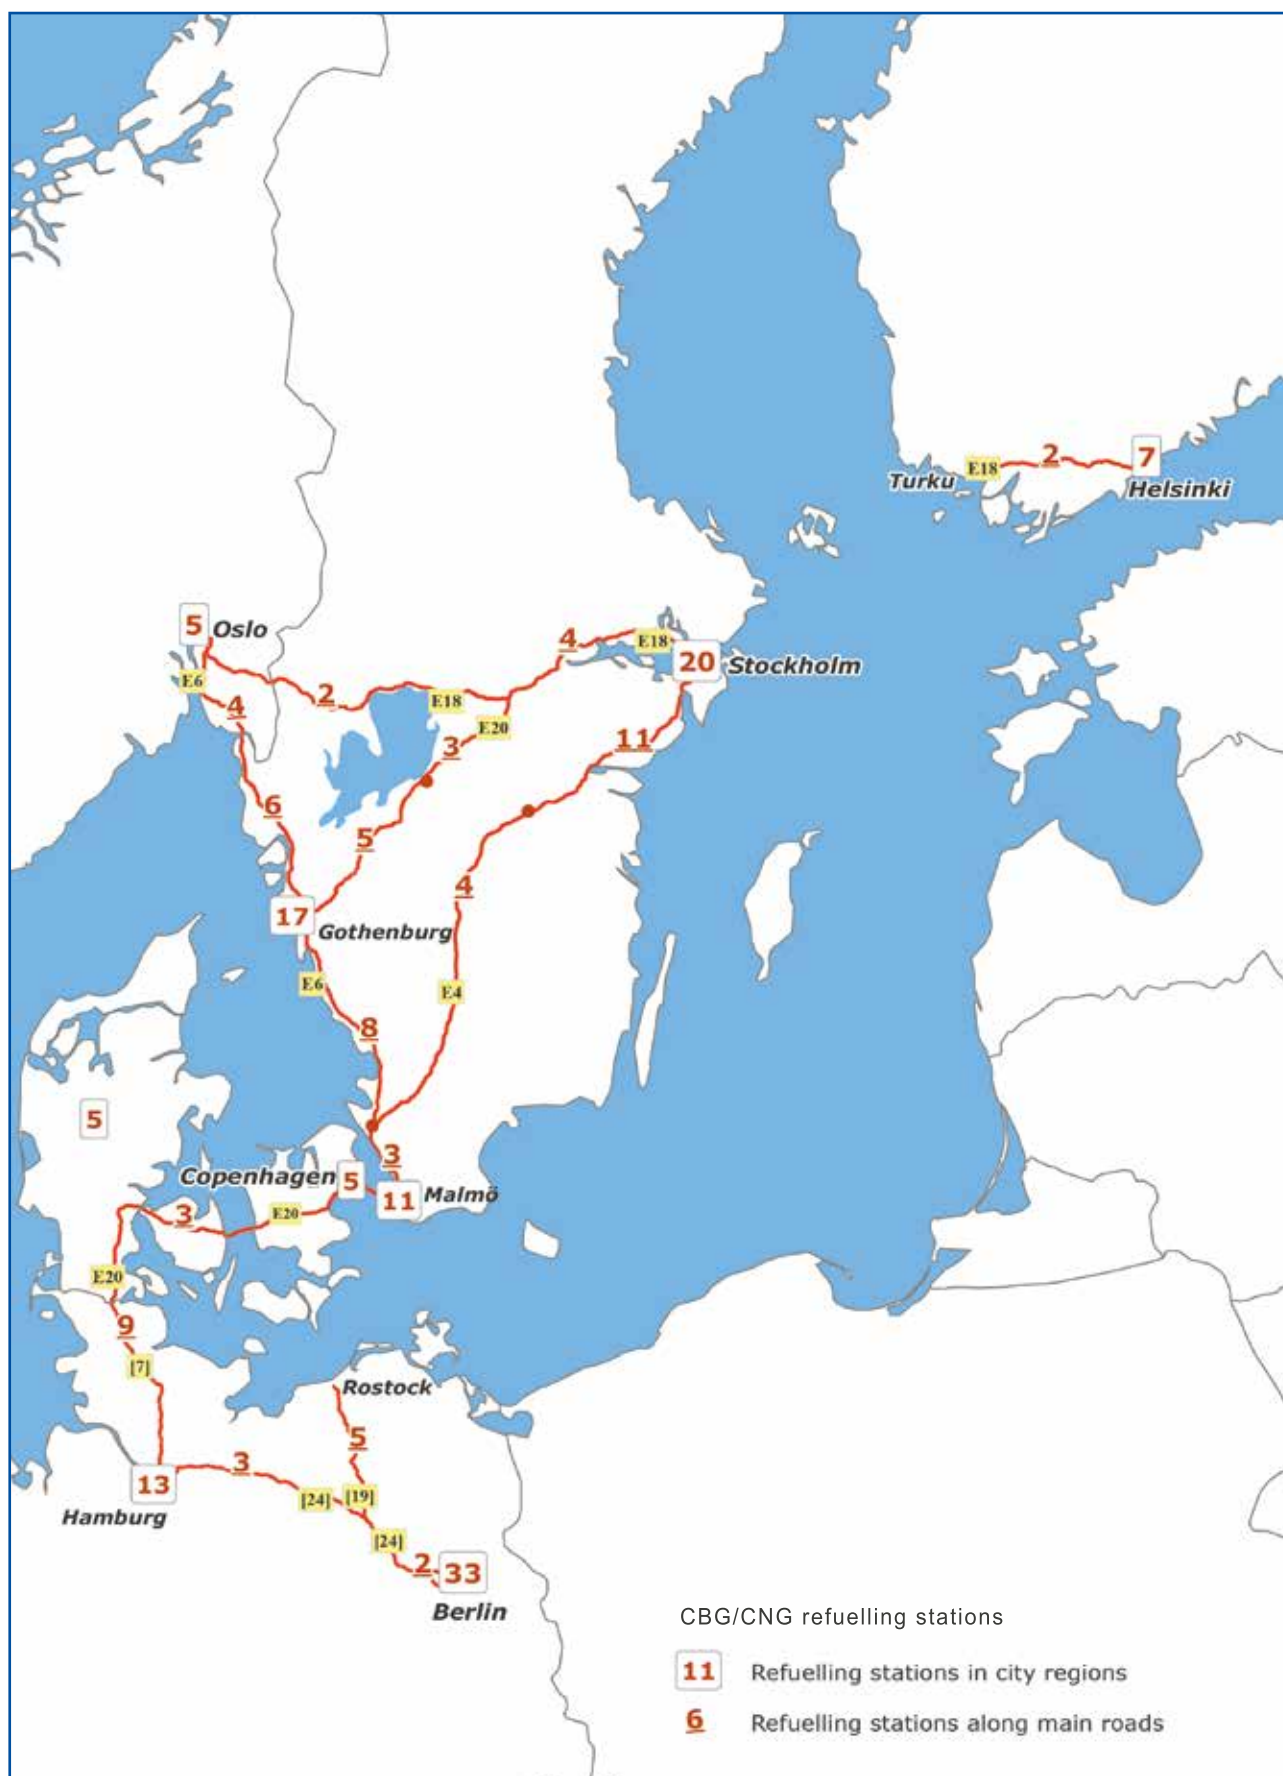 7
2
E18
Turku
Helsinki
5
Oslo
4
E18
20
Stockholm
E6
4
2
E18
E20
3
11
6
5
4
17
Gothenburg
E6
E4
8
5
3
Copenhagen
5
11
Malmö
3
E20
E20
9
[7]
Rostock
5
3
13
[24]
[19]
Hamburg
[24]
2
33
Berlin
CBG/CNG refuelling stations
11 Refuelling stations in city regions
6 Refuelling stations along main roads